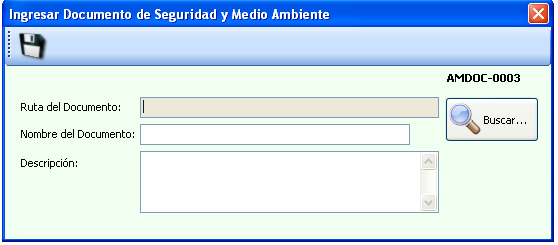 Ingresar Documento de Seguridad y Medio Ambiente
AMDOC-0003
Ruta del Documento:
Buscar...
Nombre del Documento:
Descripción: